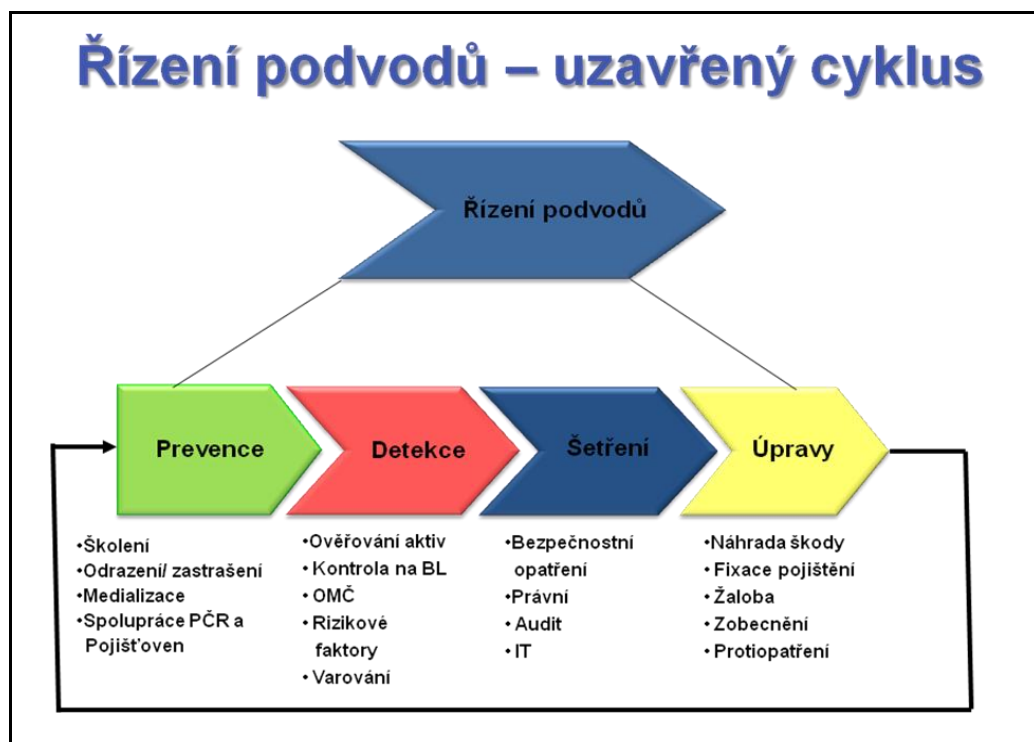 Řízení podvodů – uzavřený cyklus
Řízení podvodů
Prevence
Detekce
Šetření
Úpravy
•Školení
•Odrazení/ zastrašení
•Medializace
•Spolupráce PČR a
Pojišťoven
•Ověřování aktiv
•Kontrola na BL
•OMČ
•Rizikové
faktory
•Varování
•Bezpečnostní
opatření
•Právní
•Audit
•IT
•Náhrada škody
•Fixace pojištění
•Žaloba
•Zobecnění
•Protiopatření